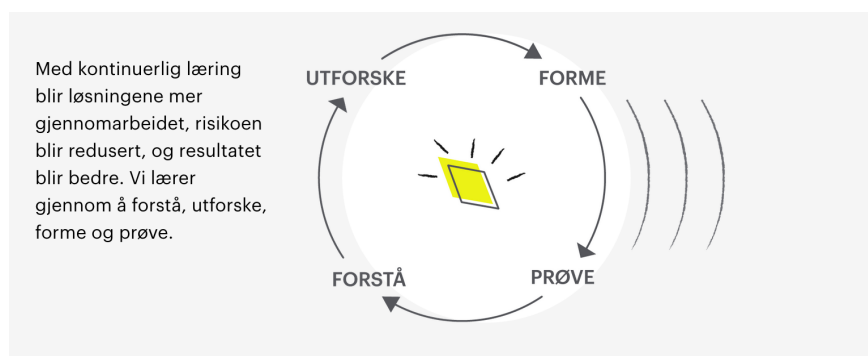 Med kontinuerlig læring
blir løsningene mer
gjennomarbeidet, risikoen
blir redusert, og resultatet
blir bedre. Vi lærer
gjennom å forstå, utforske,
forme og prøve.
UTFORSKE
FORME
FORSTÅ
PRØVE